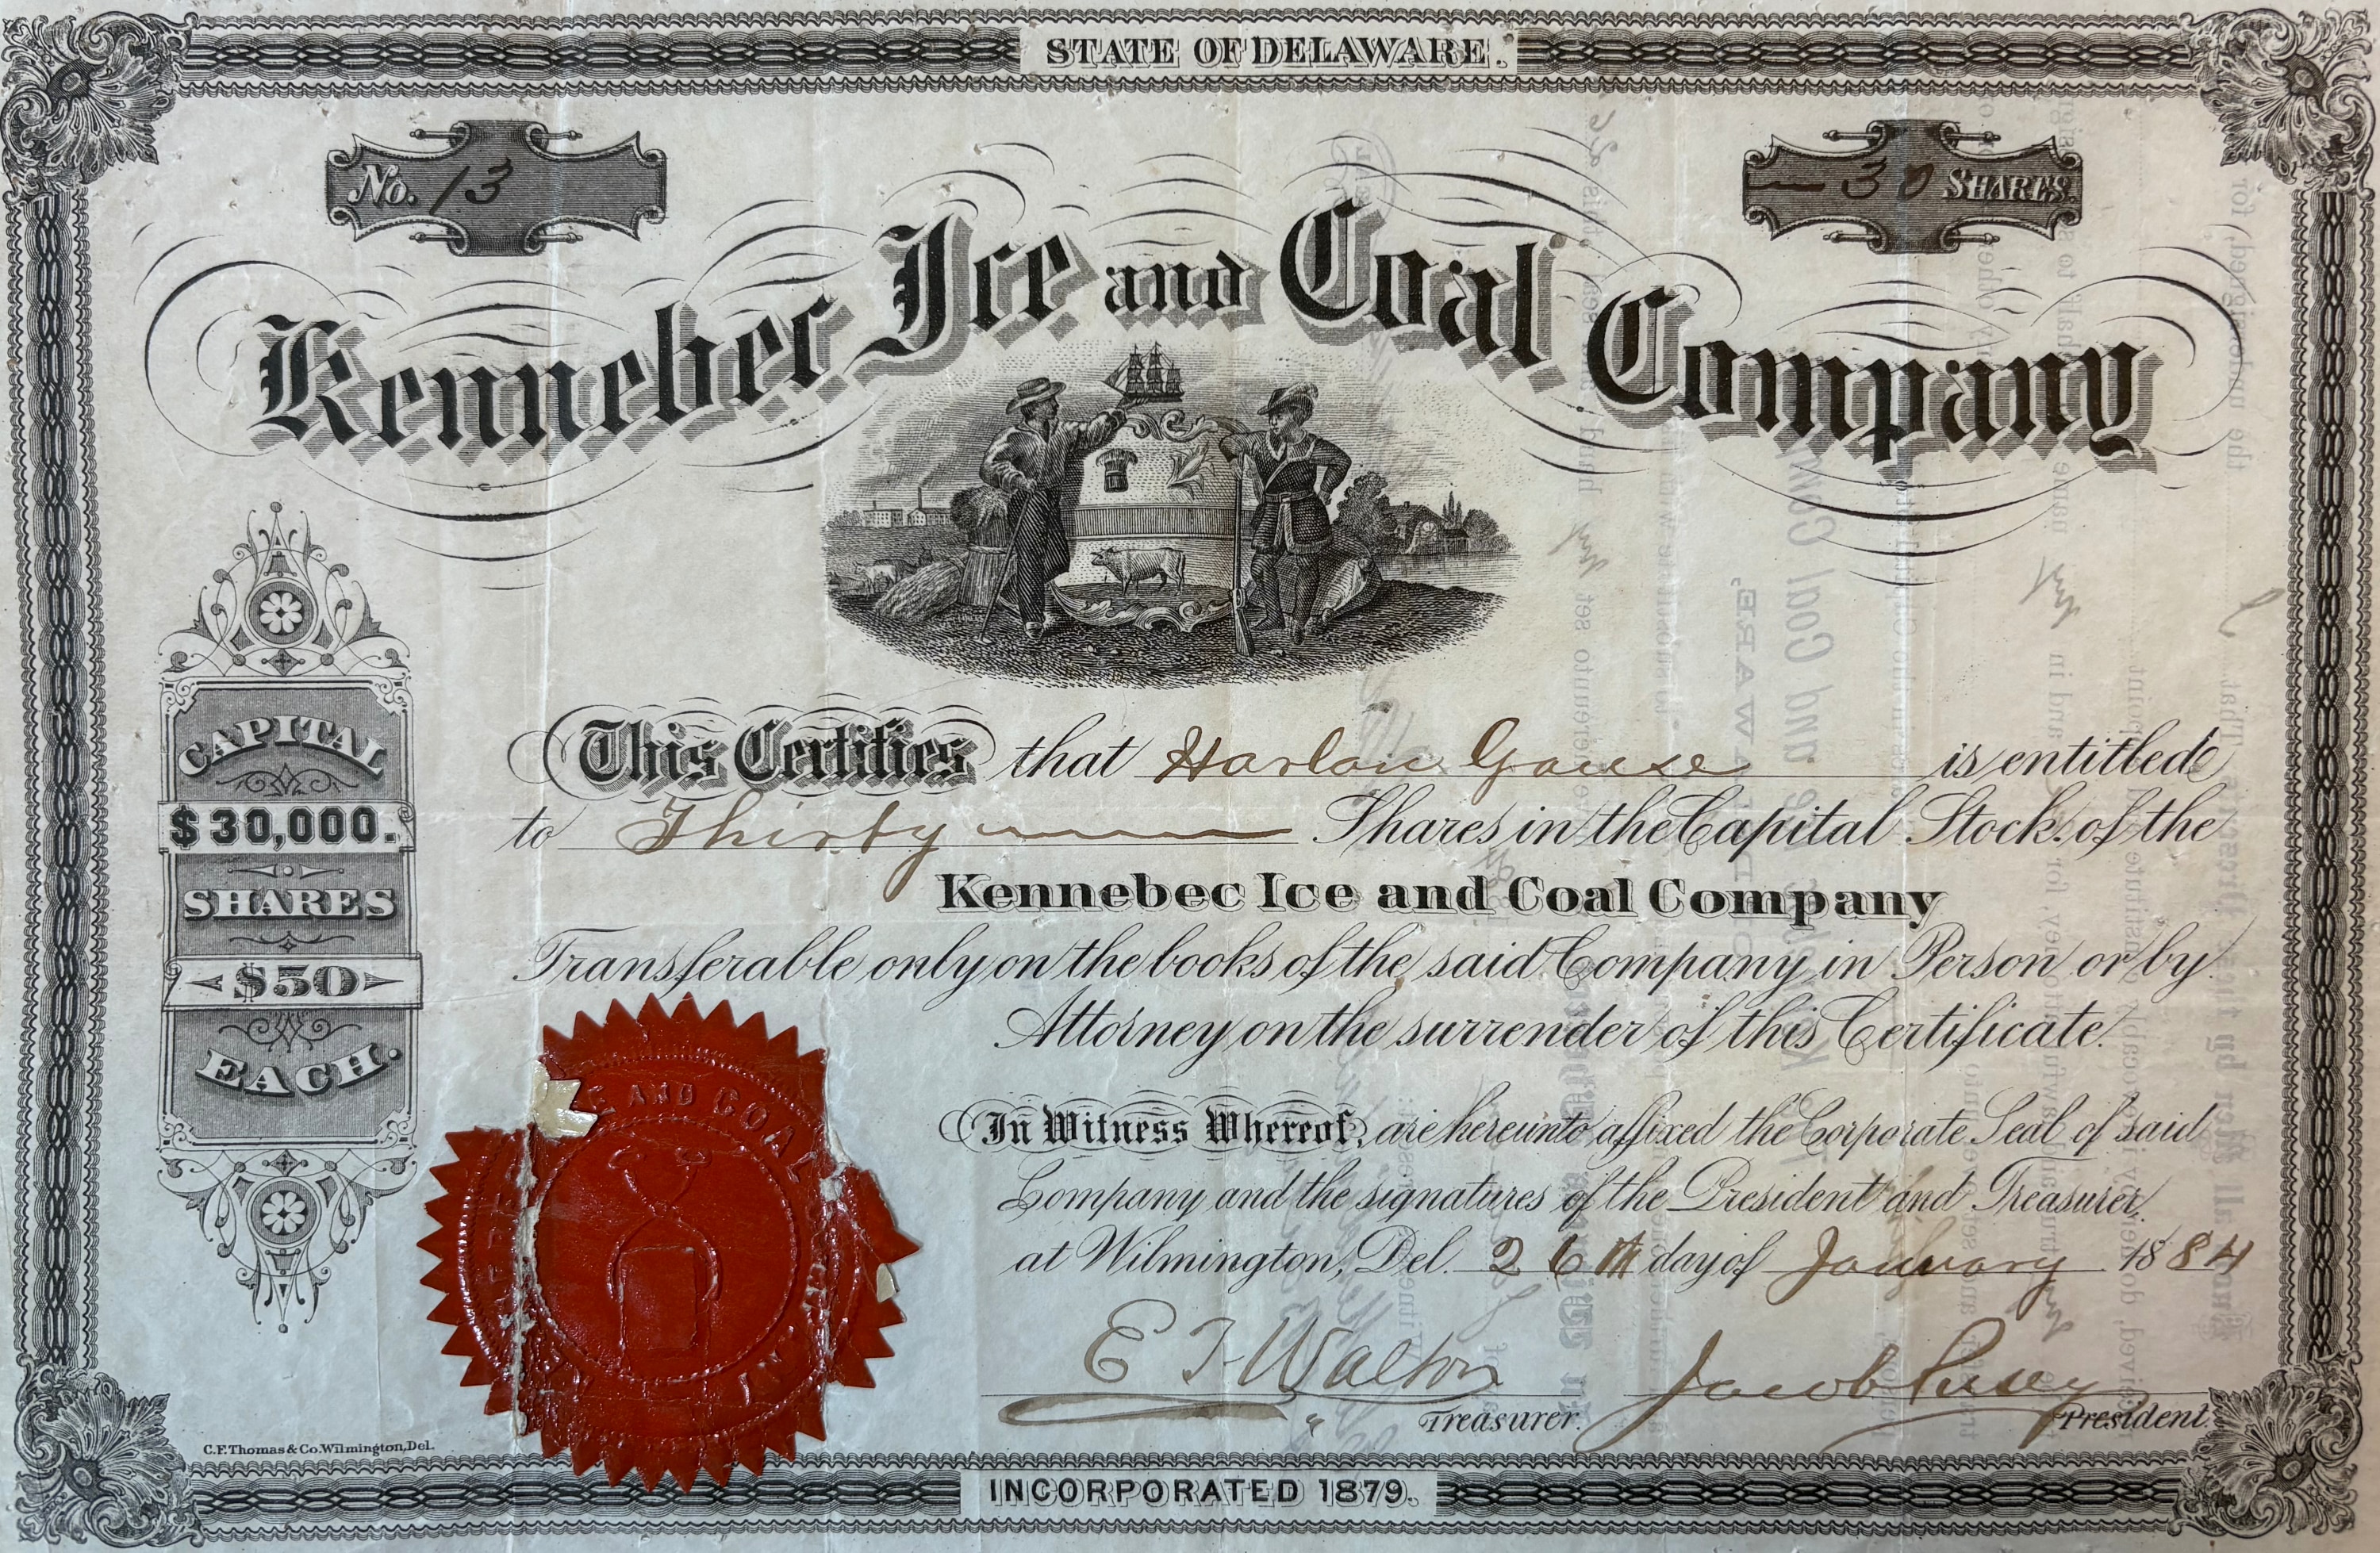 STATE OF DELAWARE.
No. 13
30 SHARES.
Kennebec Ice and Coal Company
CAPITAL
$30,000.
SHARES
$50
EACH.
This Certifies that Harlan Gause is entitled
to Thirty Shares in the Capital Stock of the
Kennebec Ice and Coal Company
Transferable only on the books of the said Company in Person or by
Attorney on the surrender of this Certificate.
In Witness Whereof, are hereunto affixed the Corporate Seal of said
Company and the signatures of the President and Treasurer.
at Wilmington, Del. 26th day of January 1884
E T Walton
Treasurer.
Jacob Pusey
President.
AND COAL
C.F. Thomas & Co. Wilmington, Del.
INCORPORATED 1879.